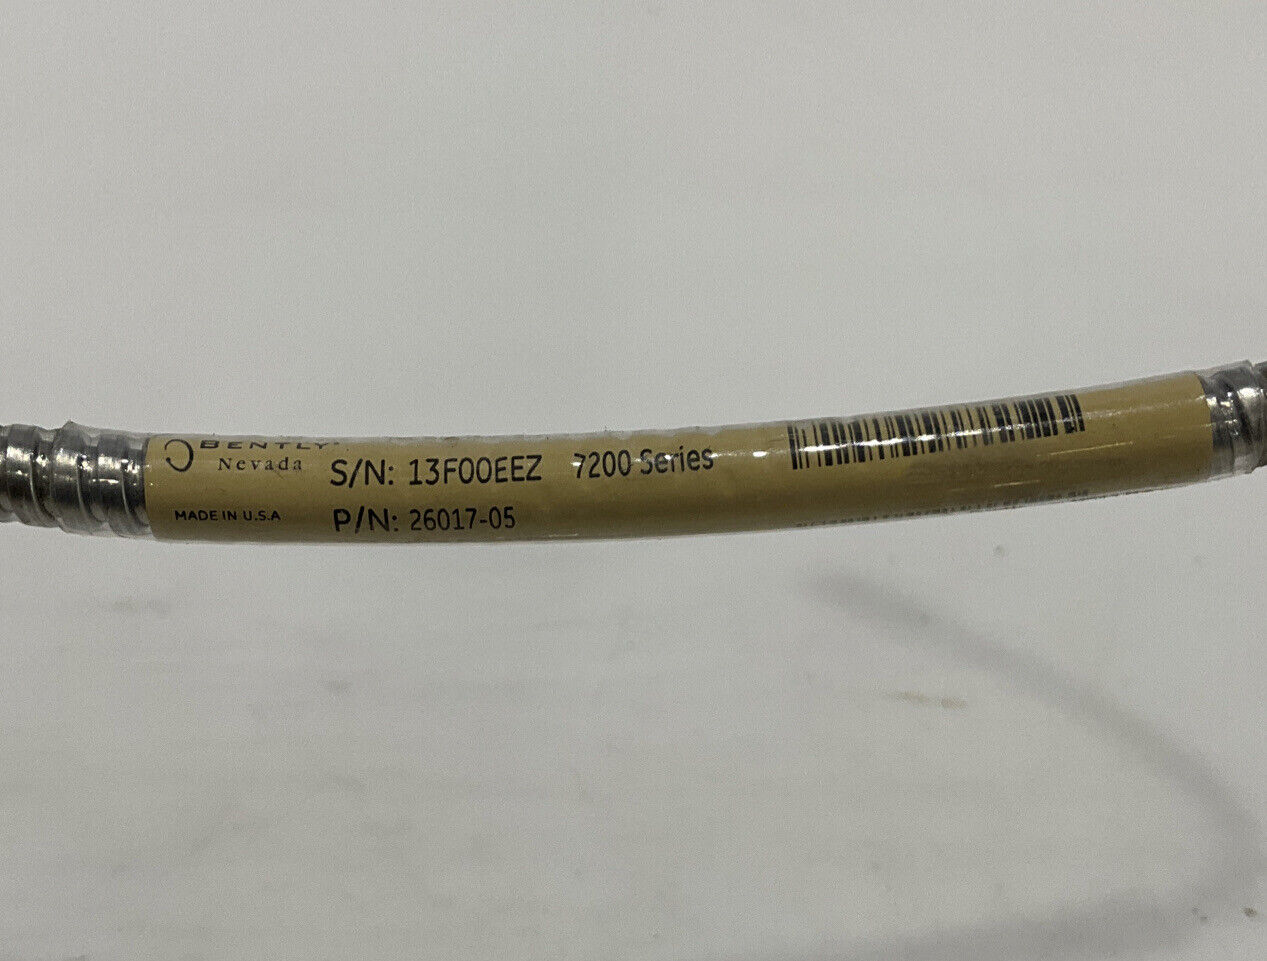 BENTLY
Nevada
MADE IN U.S.A
S/N: 13F00EEZ 7200 Series
P/N: 26017-05